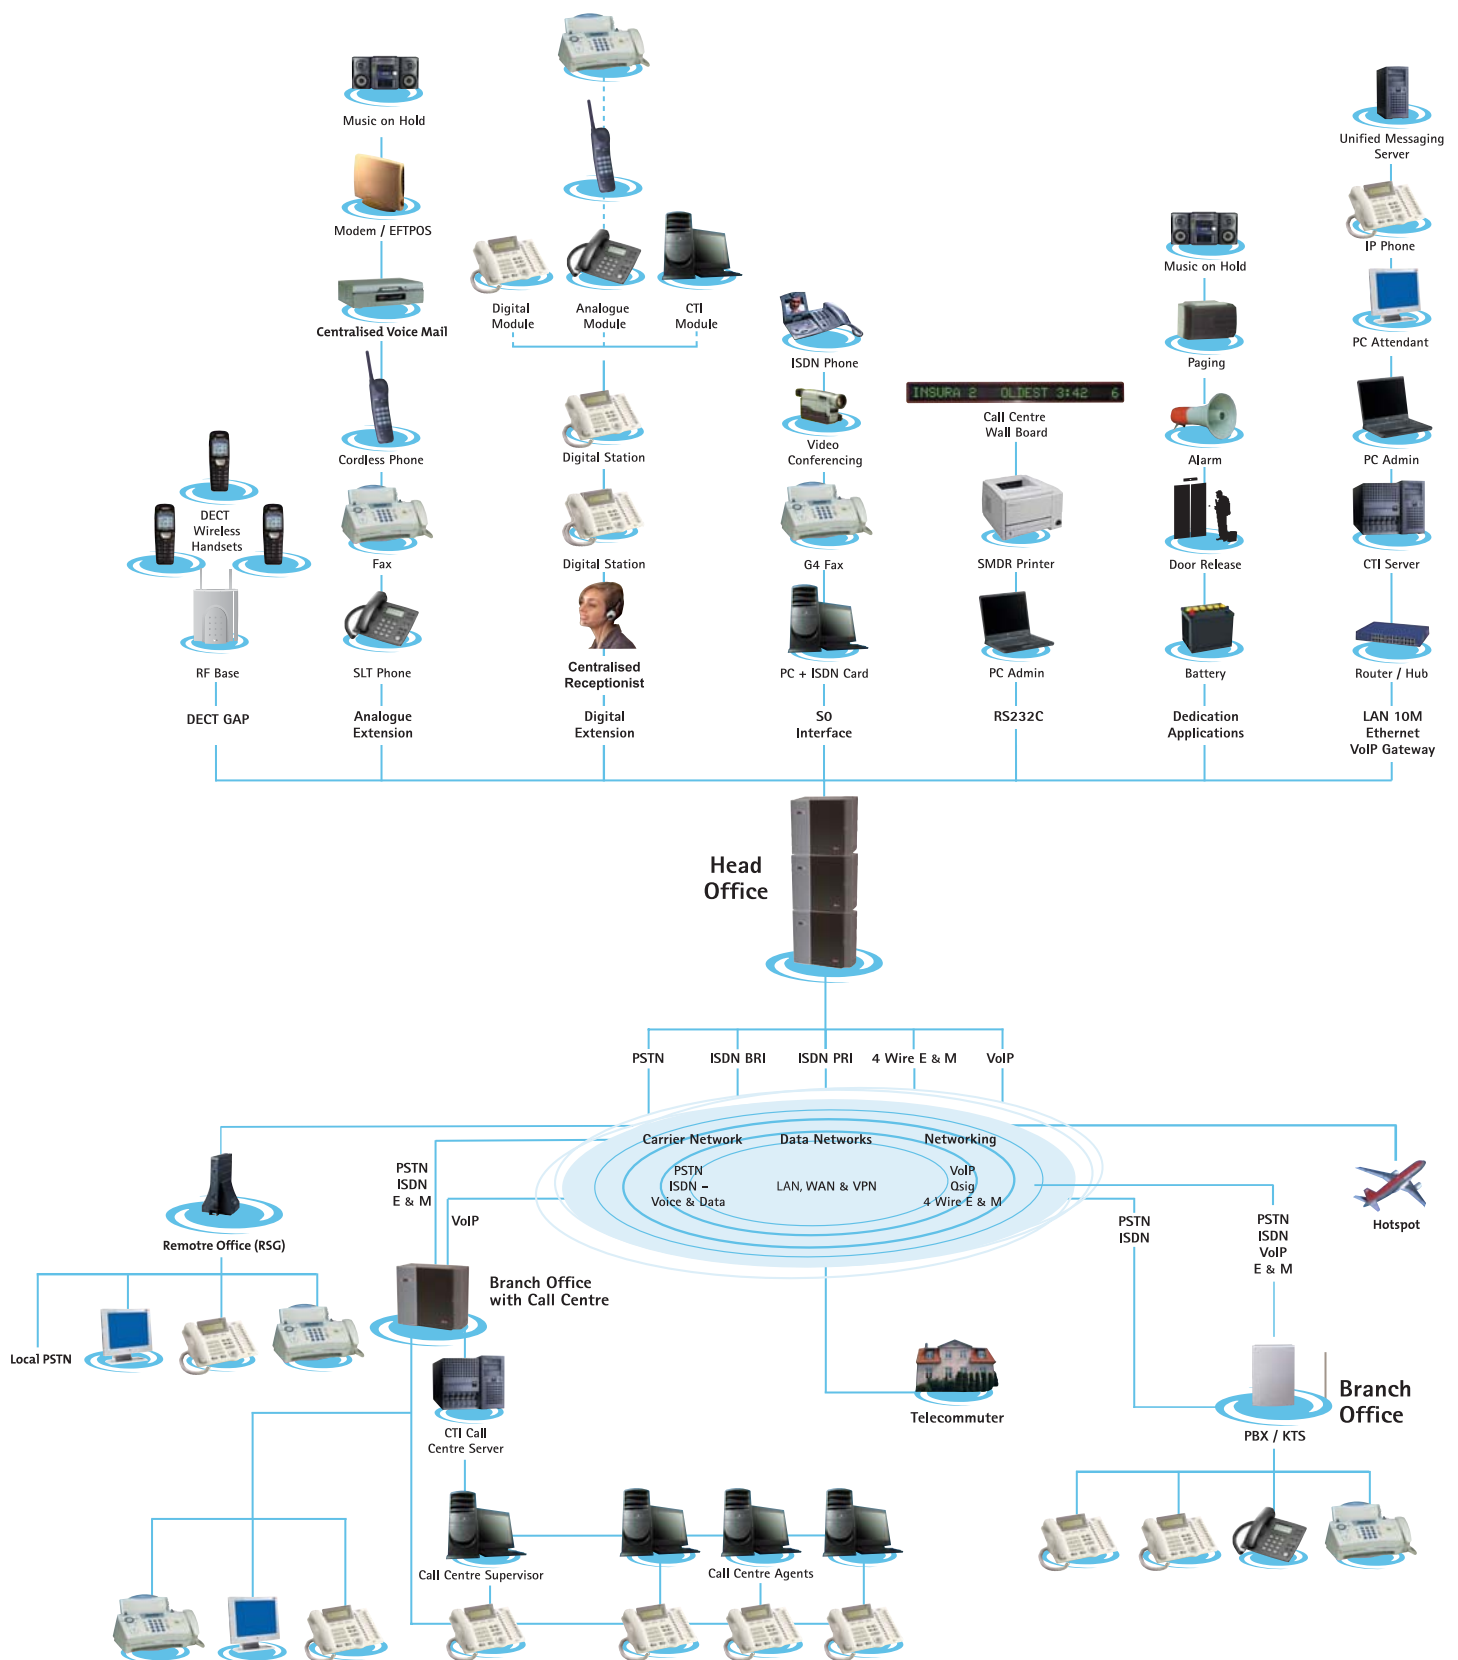 Music on Hold
Modem / EFTPOS
Centralised Voice Mail
Cordless Phone
DECT
Wireless
Handsets
Fax
RF Base
SLT Phone
DECT GAP
Analogue
Extension
Digital
Module
Analogue
Module
CTI
Module
Digital Station
Digital Station
Centralised
Receptionist
Digital
Extension
ISDN Phone
Video
Conferencing
G4 Fax
PC + ISDN Card
S0
Interface
INSURA 2 OLDEST 3:42 6
Call Centre
Wall Board
SMDR Printer
PC Admin
RS232C
Music on Hold
Paging
Alarm
Door Release
Battery
Dedication
Applications
Unified Messaging
Server
IP Phone
PC Attendant
PC Admin
CTI Server
Router / Hub
LAN 10M
Ethernet
VoIP Gateway
Head
Office
PSTN
ISDN BRI
ISDN PRI
4 Wire E & M
VoIP
Carrier Network
Data Networks
Networking
PSTN
ISDN –
Voice & Data
LAN, WAN & VPN
VoIP
Qsig
4 Wire E & M
PSTN
ISDN
E & M
VoIP
Remotre Office (RSG)
Local PSTN
Branch Office
with Call Centre
CTI Call
Centre Server
Call Centre Supervisor
Call Centre Agents
Telecommuter
PSTN
ISDN
PSTN
ISDN
VoIP
E & M
Hotspot
Branch
Office
PBX / KTS